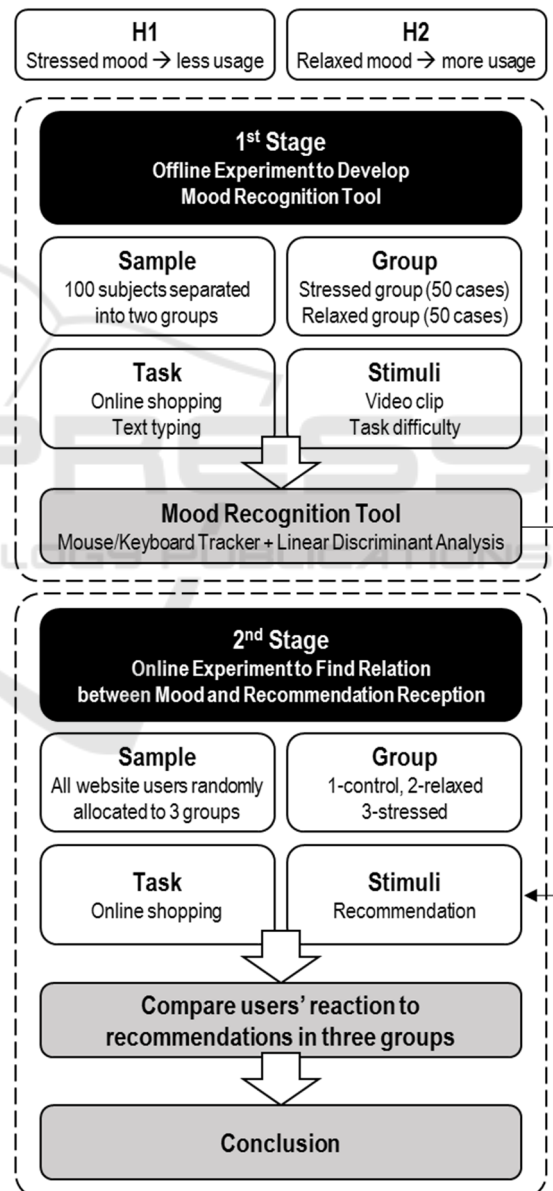 H1
Stressed mood → less usage
H2
Relaxed mood → more usage
1st Stage
Offline Experiment to Develop
Mood Recognition Tool
Sample
100 subjects separated
into two groups
Group
Stressed group (50 cases)
Relaxed group (50 cases)
Task
Online shopping
Text typing
Stimuli
Video clip
Task difficulty
Mood Recognition Tool
Mouse/Keyboard Tracker + Linear Discriminant Analysis
2nd Stage
Online Experiment to Find Relation
between Mood and Recommendation Reception
Sample
All website users randomly
allocated to 3 groups
Group
1-control, 2-relaxed
3-stressed
Task
Online shopping
Stimuli
Recommendation
Compare users' reaction to
recommendations in three groups
Conclusion